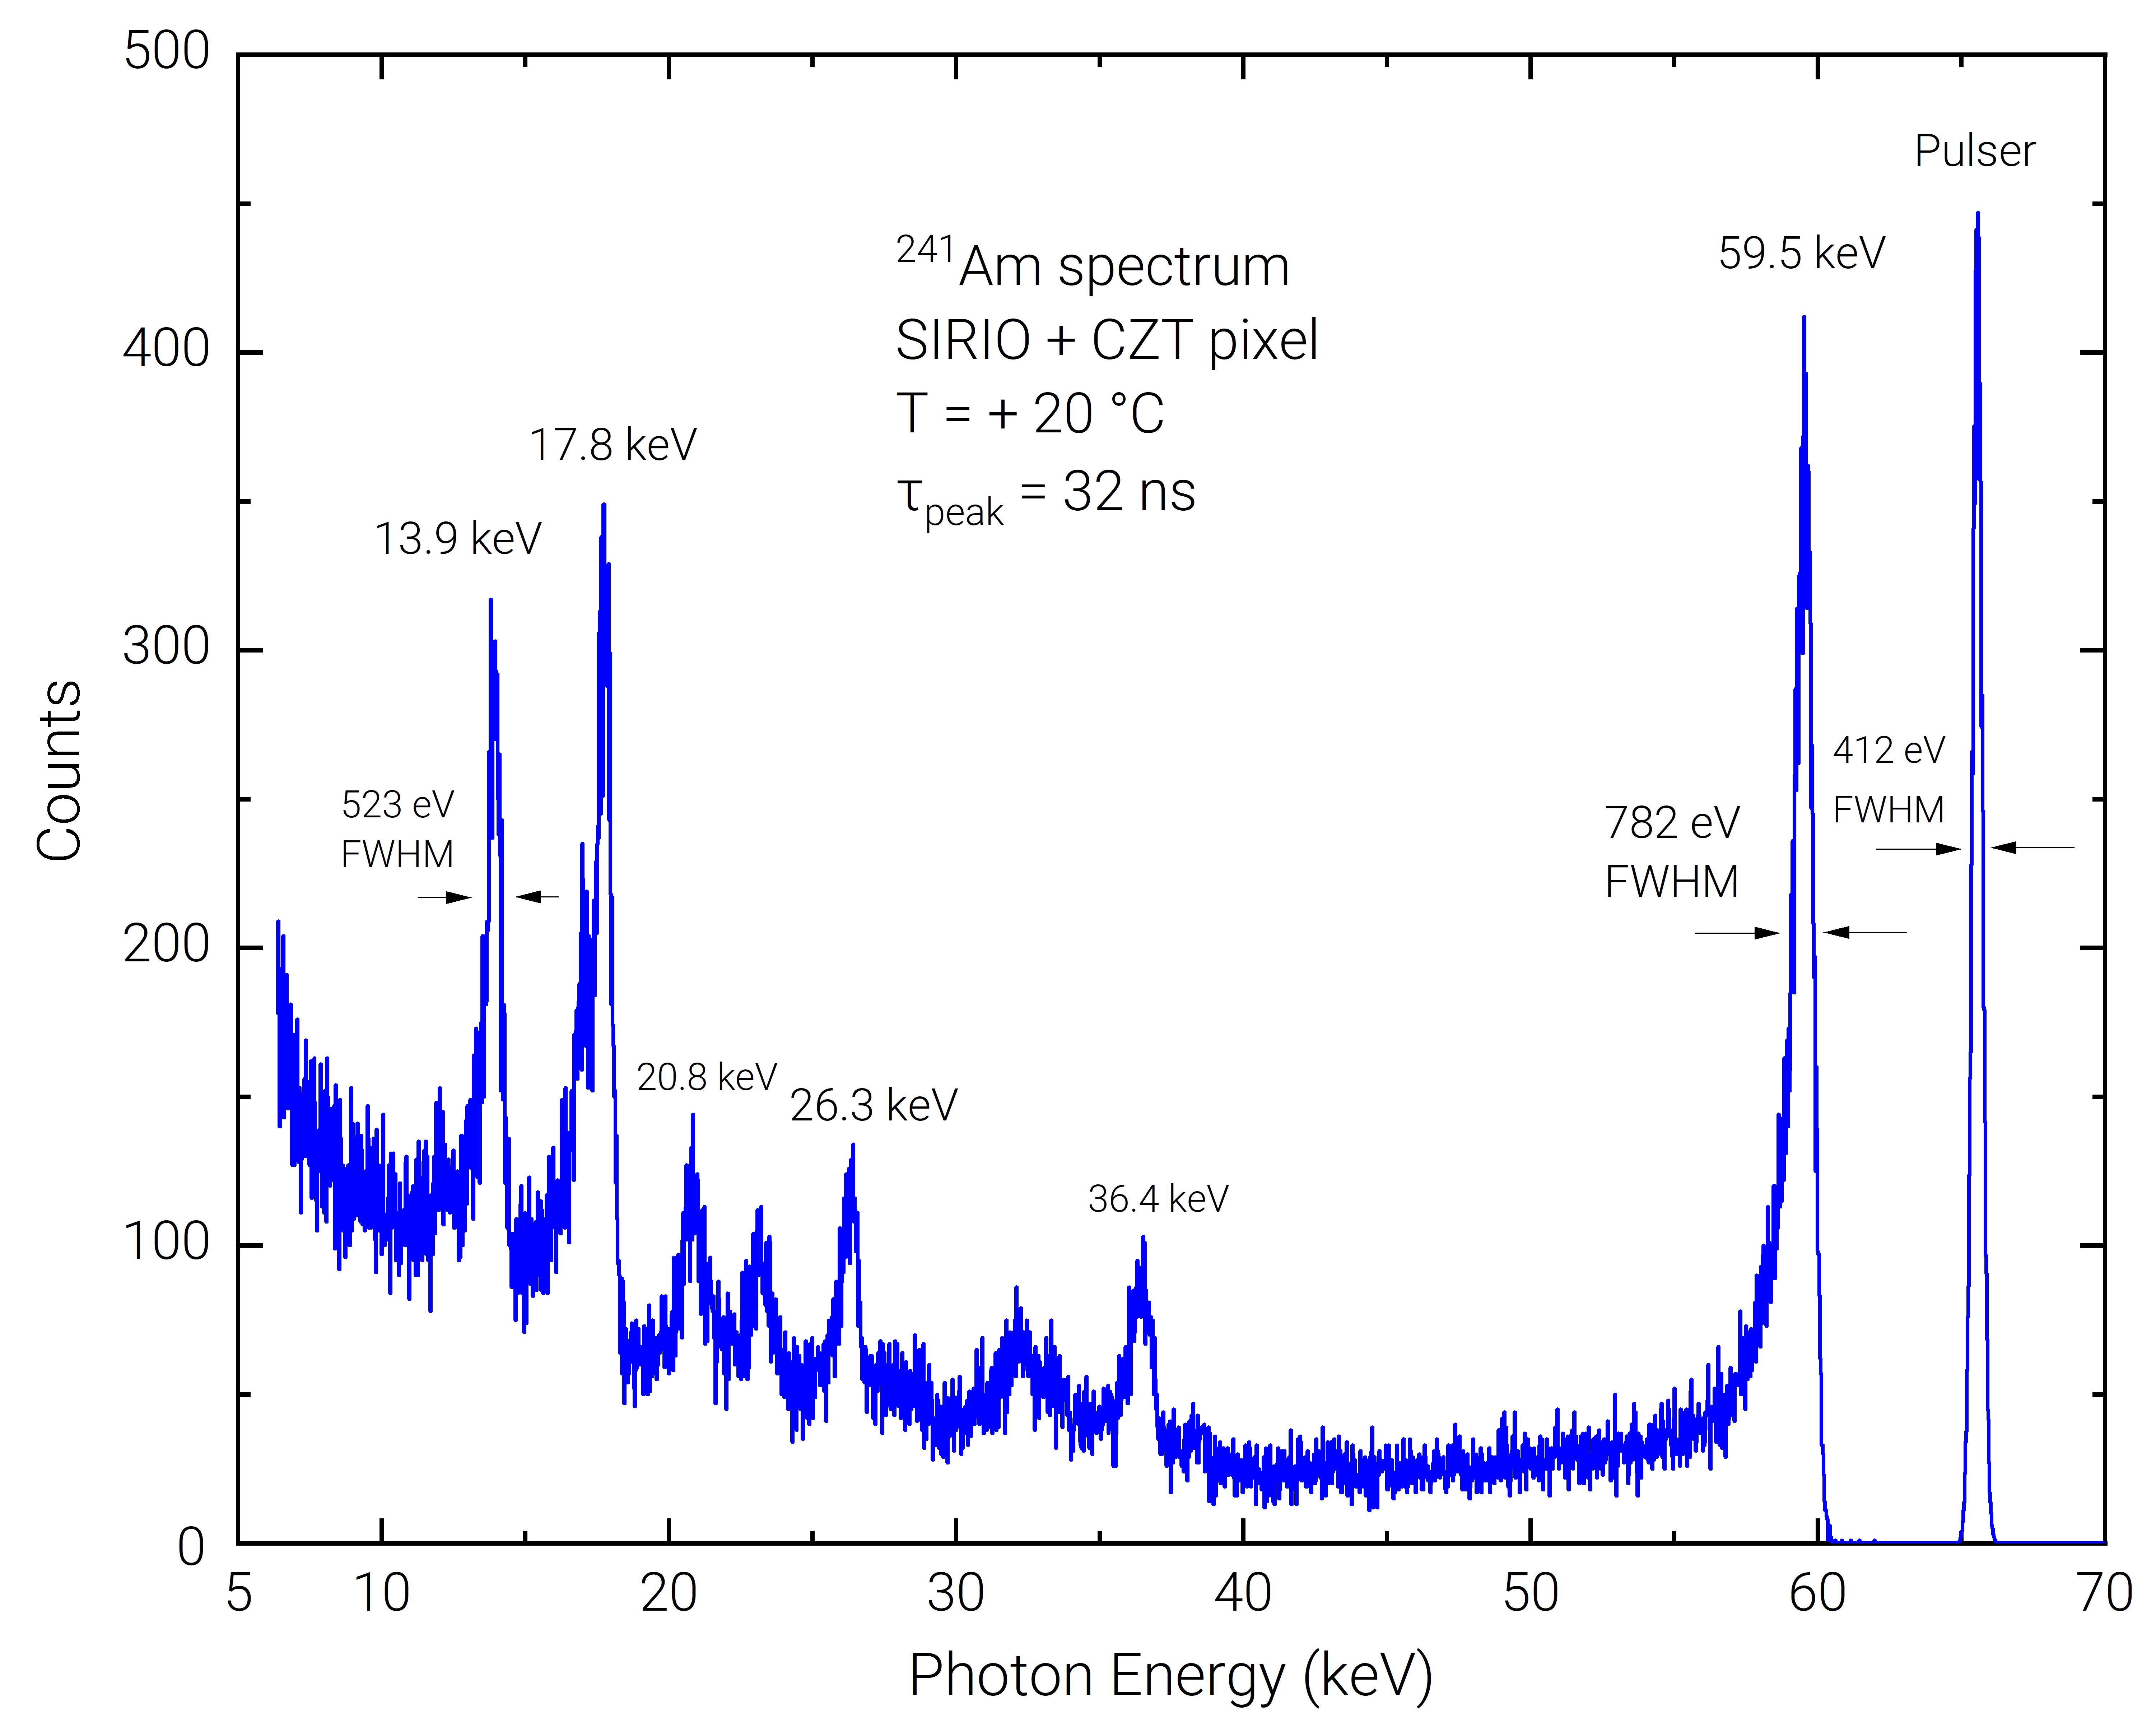 500
400
300
200
100
0
Counts
5
10
20
30
40
50
60
70
Photon Energy (keV)
²⁴¹Am spectrum
SIRIO + CZT pixel
T = + 20 °C
τpeak = 32 ns
13.9 keV
17.8 keV
523 eV
FWHM
20.8 keV
26.3 keV
36.4 keV
59.5 keV
782 eV
FWHM
Pulser
412 eV
FWHM